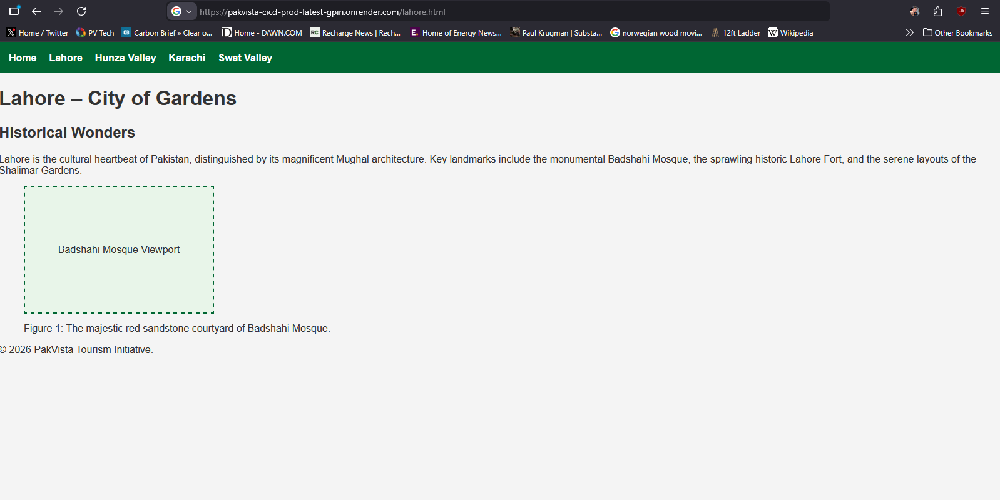 https://pakvista-cicd-prod-latest-gpin.onrender.com/lahore.html
Home / Twitter
PV Tech
CB Carbon Brief » Clear o...
D Home - DAWN.COM
RC Recharge News | Rech...
E. Home of Energy News...
Paul Krugman | Substa...
norwegian wood movi...
12ft Ladder
W Wikipedia
Other Bookmarks
Home Lahore Hunza Valley Karachi Swat Valley
Lahore – City of Gardens
Historical Wonders
Lahore is the cultural heartbeat of Pakistan, distinguished by its magnificent Mughal architecture. Key landmarks include the monumental Badshahi Mosque, the sprawling historic Lahore Fort, and the serene layouts of the
Shalimar Gardens.
Badshahi Mosque Viewport
Figure 1: The majestic red sandstone courtyard of Badshahi Mosque.
© 2026 PakVista Tourism Initiative.